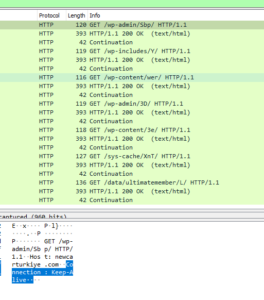 Protocol Length Info
HTTP 120 GET /wp-admin/Sbp/ HTTP/1.1
HTTP 393 HTTP/1.1 200 OK (text/html)
HTTP 42 Continuation
HTTP 119 GET /wp-includes/Y/ HTTP/1.1
HTTP 393 HTTP/1.1 200 OK (text/html)
HTTP 42 Continuation
HTTP 116 GET /wp-content/wer/ HTTP/1.1
HTTP 393 HTTP/1.1 200 OK (text/html)
HTTP 42 Continuation
HTTP 119 GET /wp-admin/3D/ HTTP/1.1
HTTP 393 HTTP/1.1 200 OK (text/html)
HTTP 42 Continuation
HTTP 118 GET /wp-content/3e/ HTTP/1.1
HTTP 393 HTTP/1.1 200 OK (text/html)
HTTP 42 Continuation
HTTP 127 GET /sys-cache/XnT/ HTTP/1.1
HTTP 393 HTTP/1.1 200 OK (text/html)
HTTP 42 Continuation
HTTP 136 GET /data/ultimatemember/L/ HTTP/1.1
HTTP 393 HTTP/1.1 200 OK (text/html)
HTTP 42 Continuation
captured (960 bits)
E··x···· P·l}·····
P······· GET /wp-
admin/Sb p/ HTTP/
1.1··Hos t: newca
rturkiye .com··Co
nnection : Keep-A
live····